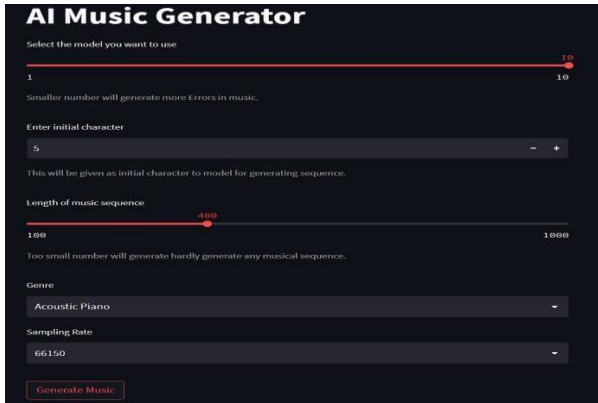 AI Music Generator
Select the model you want to use
10
1 10
Smaller number will generate more Errors in music.
Enter initial character
5 - +
This will be given as initial character to model for generating sequence.
Length of music sequence
400
100 1000
Too small number will generate hardly generate any musical sequence.
Genre
Acoustic Piano
Sampling Rate
66150
Generate Music